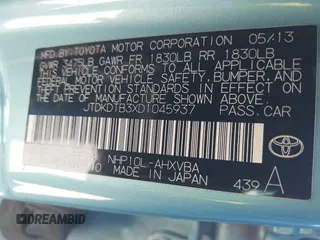 MFD. BY: TOYOTA MOTOR CORPORATION 05/13
GVWR 3475LB GAWR FR 1830LB RR 1830LB
THIS VEHICLE CONFORMS TO ALL APPLICABLE
FEDERAL MOTOR VEHICLE SAFETY, BUMPER, AND
THEFT PREVENTION STANDARDS IN EFFECT ON
THE DATE OF MANUFACTURE SHOWN ABOVE.
JTDKDTB3XD1045937 PASS.CAR
NHP10L-AHXVBA
MADE IN JAPAN
439 A
TOYOTA
DREAMBID